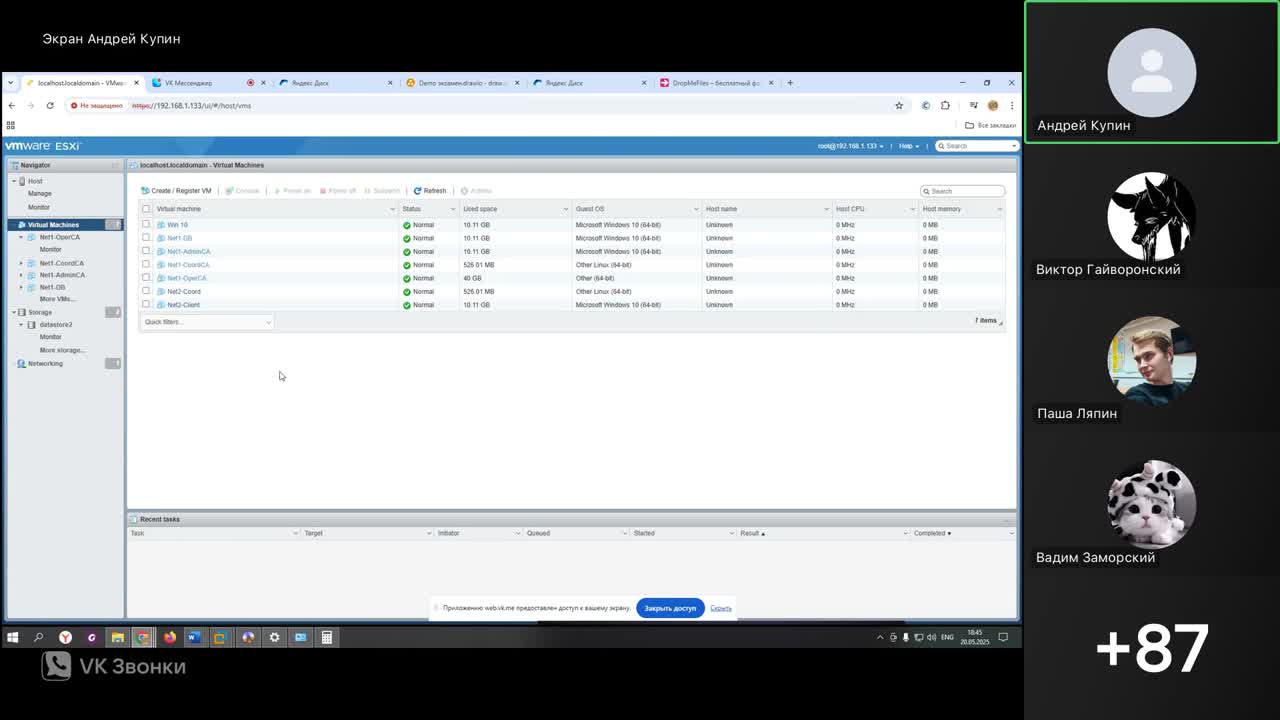 Экран Андрей Купин
localhost.localdomain - VMwa
VK Мессенджер
Яндекс Диск
Demo экзамен.drawio - draw
Яндекс Диск
DropMeFiles – бесплатный фа
Не защищено
https://192.168.1.133/ui/#/host/vms
Все закладки
vmware ESXi
root@192.168.1.133
Help
Search
Navigator
Host
Manage
Monitor
Virtual Machines
Net1-OperCA
Monitor
Net1-CoordCA
Net1-AdminCA
Net1-DB
More VMs...
Storage
datastore2
Monitor
More storage...
Networking
localhost.localdomain - Virtual Machines
Create / Register VM
Console
Power on
Power off
Suspend
Refresh
Actions
Search
Virtual machine Status Used space Guest OS Host name Host CPU Host memory
Win 10 Normal 10.11 GB Microsoft Windows 10 (64-bit) Unknown 0 MHz 0 MB
Net1-DB Normal 10.11 GB Microsoft Windows 10 (64-bit) Unknown 0 MHz 0 MB
Net1-AdminCA Normal 10.11 GB Microsoft Windows 10 (64-bit) Unknown 0 MHz 0 MB
Net1-CoordCA Normal 526.01 MB Other Linux (64-bit) Unknown 0 MHz 0 MB
Net1-OperCA Normal 40 GB Other (64-bit) Unknown 0 MHz 0 MB
Net2-Coord Normal 526.01 MB Other Linux (64-bit) Unknown 0 MHz 0 MB
Net2-Client Normal 10.11 GB Microsoft Windows 10 (64-bit) Unknown 0 MHz 0 MB
Quick filters...
7 items
Recent tasks
Task Target Initiator Queued Started Result Completed
Приложению web.vk.me предоставлен доступ к вашему экрану.
Закрыть доступ
Скрыть
ENG
18:45
20.05.2025
VK Звонки
Андрей Купин
Виктор Гайворонский
Паша Ляпин
Вадим Заморский
+87